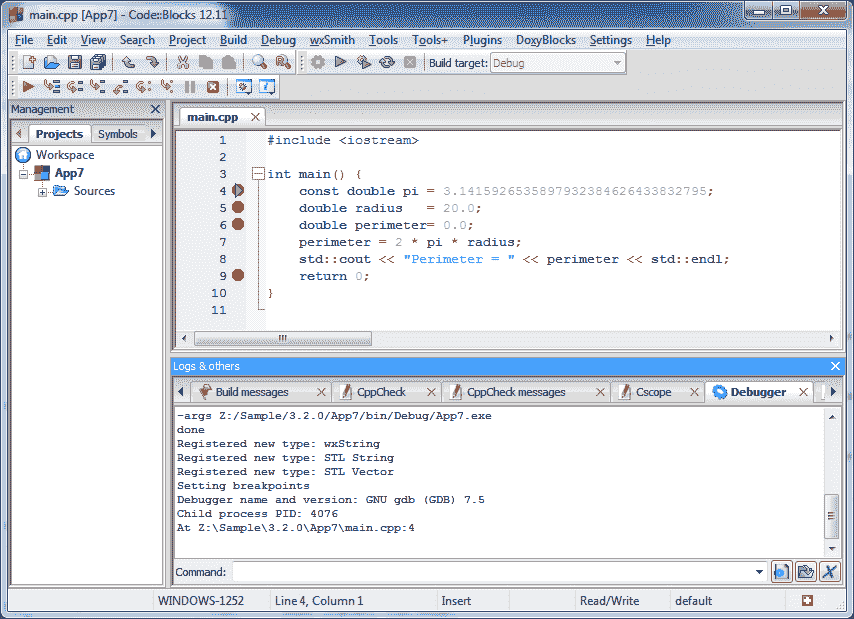 main.cpp [App7] - Code::Blocks 12.11
File Edit View Search Project Build Debug wxSmith Tools Tools+ Plugins DoxyBlocks Settings Help
Build target: Debug
Management
Projects Symbols
Workspace
App7
Sources
main.cpp
1 #include <iostream>
2
3 int main() {
4 const double pi = 3.1415926535897932384626433832795;
5 double radius   = 20.0;
6 double perimeter= 0.0;
7 perimeter = 2 * pi * radius;
8 std::cout << "Perimeter = " << perimeter << std::endl;
9 return 0;
10 }
11
Logs & others
Build messages CppCheck CppCheck messages Cscope Debugger
-args Z:/Sample/3.2.0/App7/bin/Debug/App7.exe
done
Registered new type: wxString
Registered new type: STL String
Registered new type: STL Vector
Setting breakpoints
Debugger name and version: GNU gdb (GDB) 7.5
Child process PID: 4076
At Z:\Sample\3.2.0\App7\main.cpp:4
Command:
WINDOWS-1252 Line 4, Column 1 Insert Read/Write default